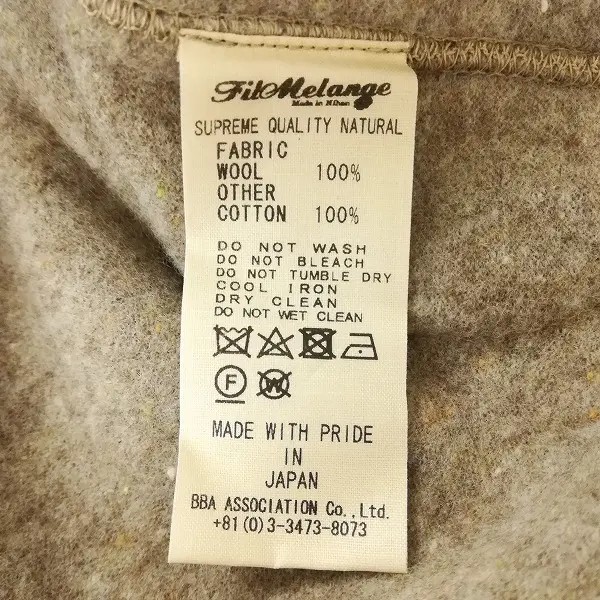 FilMelange
Made in Nihon
SUPREME QUALITY NATURAL
FABRIC
WOOL 100%
OTHER
COTTON 100%
DO NOT WASH
DO NOT BLEACH
DO NOT TUMBLE DRY
COOL IRON
DRY CLEAN
DO NOT WET CLEAN
F W
MADE WITH PRIDE
IN
JAPAN
BBA ASSOCIATION Co., Ltd.
+81(0)3-3473-8073